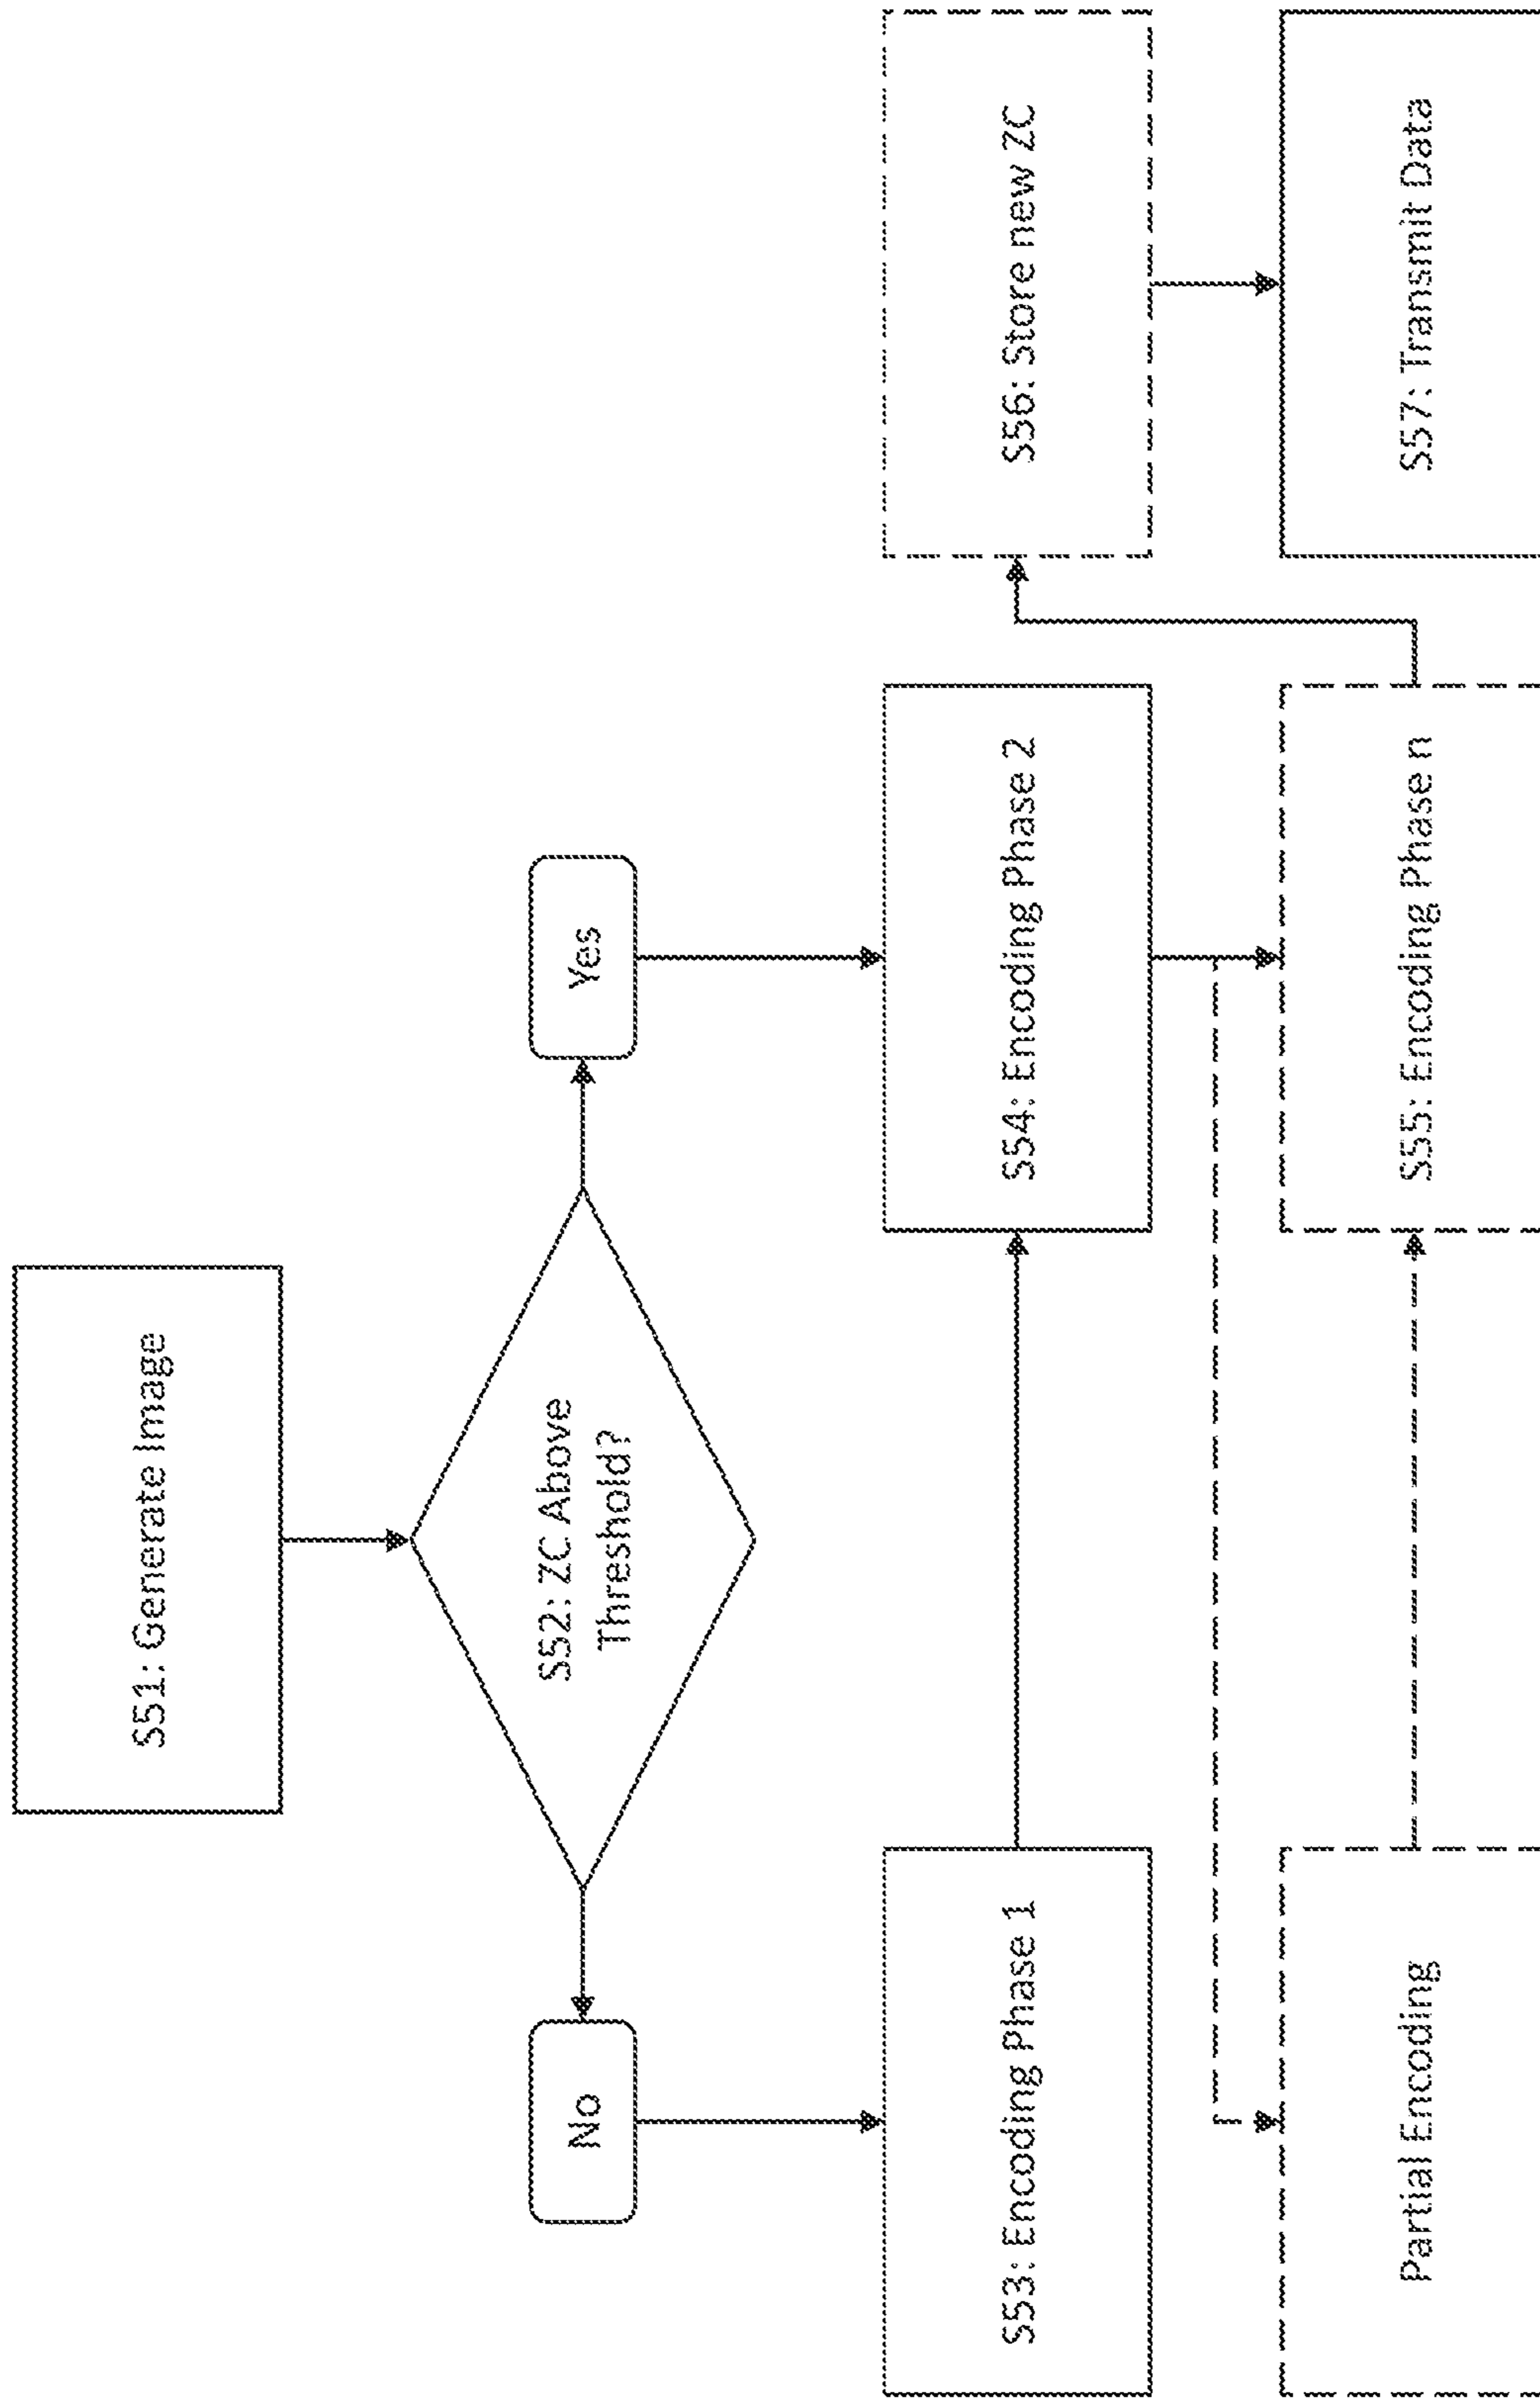 S51: Generate Image
S52: ZC Above
Threshold?
No
Yes
S53: Encoding Phase 1
S54: Encoding Phase 2
S56: Store new ZC
Partial Encoding
S55: Encoding Phase n
S57: Transmit Data